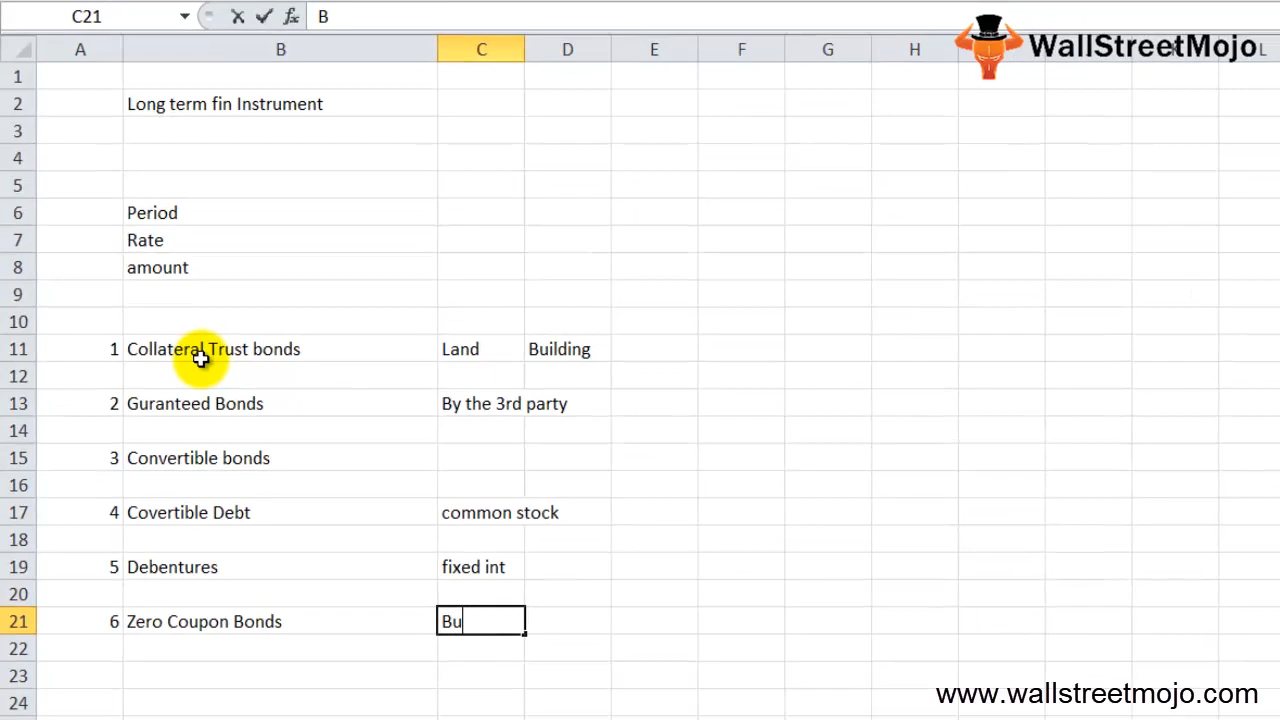 C21 fx B
WallStreetMojo
A B C D E F G H L
1
2 Long term fin Instrument
3
4
5
6 Period
7 Rate
8 amount
9
10
11 1 Collateral Trust bonds Land Building
12
13 2 Guranteed Bonds By the 3rd party
14
15 3 Convertible bonds
16
17 4 Covertible Debt common stock
18
19 5 Debentures fixed int
20
21 6 Zero Coupon Bonds Bu
22
23
24
www.wallstreetmojo.com